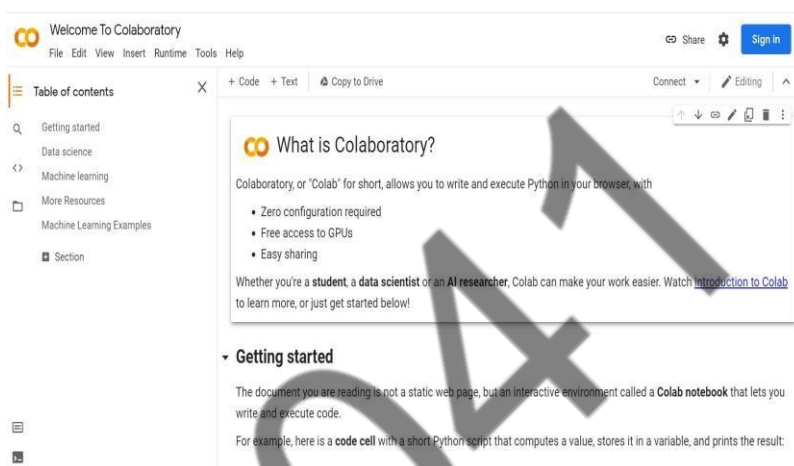 Welcome To Colaboratory
File Edit View Insert Runtime Tools Help
Share
Sign in
Table of contents
Getting started
Data science
Machine learning
More Resources
Machine Learning Examples
Section
+ Code + Text Copy to Drive
Connect Editing
What is Colaboratory?
Colaboratory, or "Colab" for short, allows you to write and execute Python in your browser, with
Zero configuration required
Free access to GPUs
Easy sharing
Whether you're a student, a data scientist or an AI researcher, Colab can make your work easier. Watch Introduction to Colab
to learn more, or just get started below!
Getting started
The document you are reading is not a static web page, but an interactive environment called a Colab notebook that lets you
write and execute code.
For example, here is a code cell with a short Python script that computes a value, stores it in a variable, and prints the result: